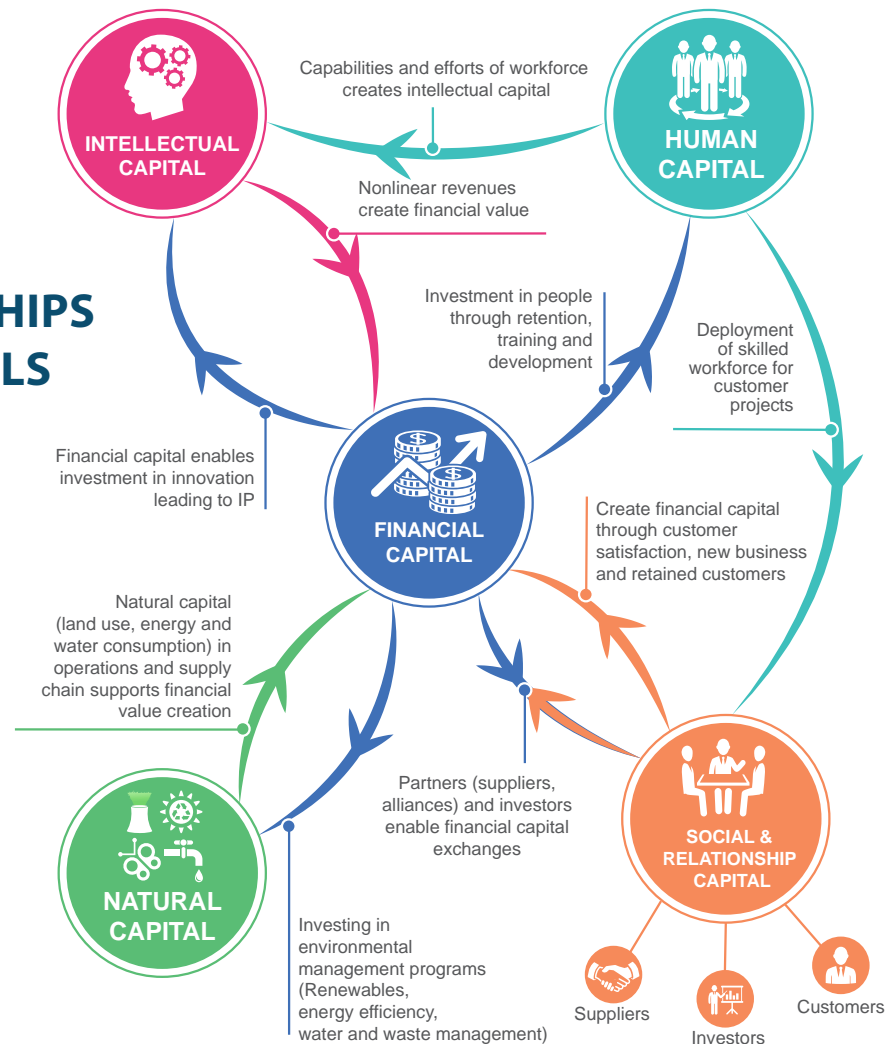 INTELLECTUAL
CAPITAL
Capabilities and efforts of workforce
creates intellectual capital
HUMAN
CAPITAL
Nonlinear revenues
create financial value
HIPS
LS
Investment in people
through retention,
training and
development
Deployment
of skilled
workforce for
customer
projects
Financial capital enables
investment in innovation
leading to IP
FINANCIAL
CAPITAL
Create financial capital
through customer
satisfaction, new business
and retained customers
Natural capital
(land use, energy and
water consumption) in
operations and supply
chain supports financial
value creation
Partners (suppliers,
alliances) and investors
enable financial capital
exchanges
SOCIAL &
RELATIONSHIP
CAPITAL
NATURAL
CAPITAL
Investing in
environmental
management programs
(Renewables,
energy efficiency,
water and waste management)
Suppliers
Investors
Customers